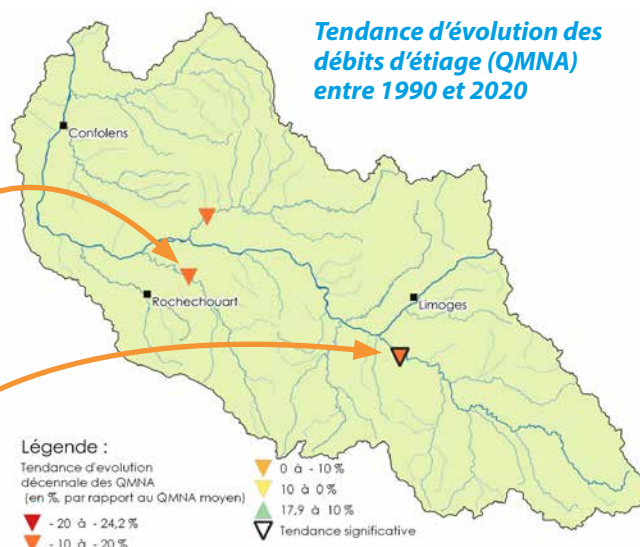 Tendance d'évolution des
débits d'étiage (QMNA)
entre 1990 et 2020
Confolens
Rochechouart
Limoges
Légende :
Tendance d'evolution
décennale des QMNA
(en %, par rapport au QMNA moyen)
- 20 à - 24,2 %
- 10 à - 20 %
0 à - 10 %
10 à 0 %
17,9 à 10 %
Tendance significative